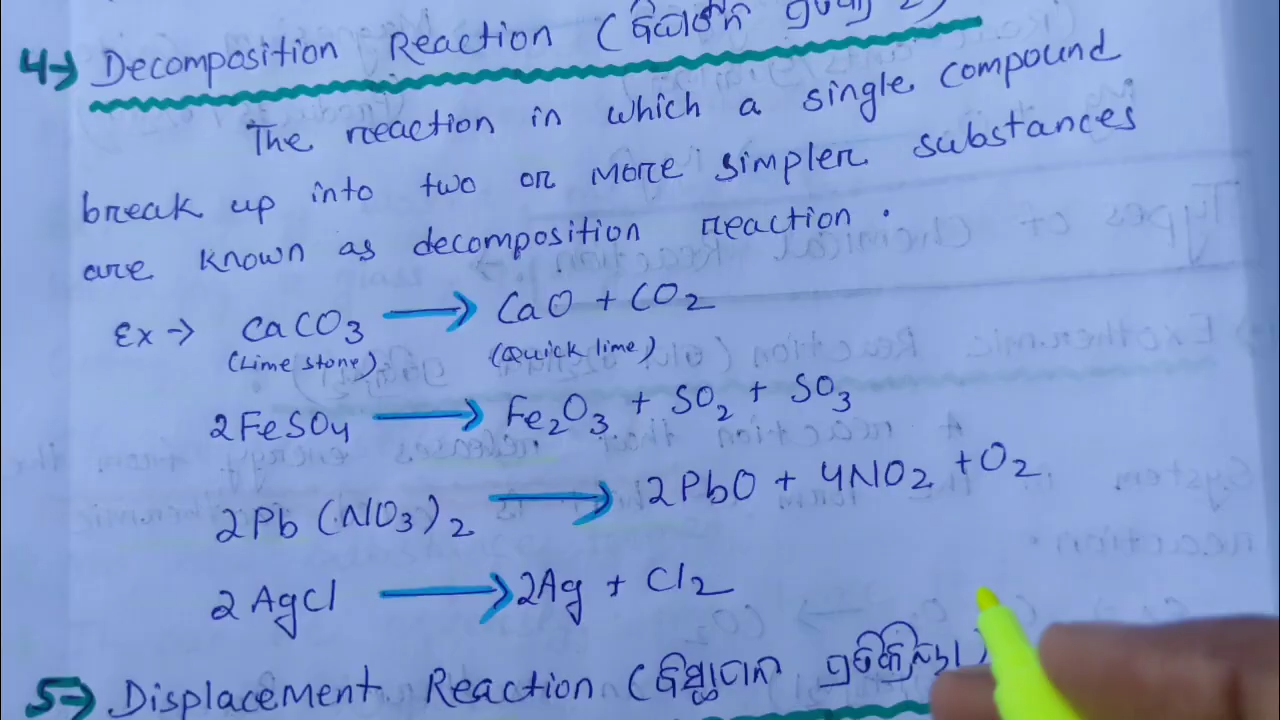 4→ Decomposition Reaction (ବିଘଟନ
The reaction in which a single compound
break up into two or more simpler substances
are known as decomposition reaction.
Ex → CaCO3 → CaO + CO2
(Lime stone) (Quick lime)
2FeSO4 → Fe2O3 + SO2 + SO3
2Pb (NO3)2 → 2PbO + 4NO2 + O2
2AgCl → 2Ag + Cl2
5→ Displacement Reaction (ବିସ୍ଥାପନ ପ୍ରତିକ୍ରିୟା)